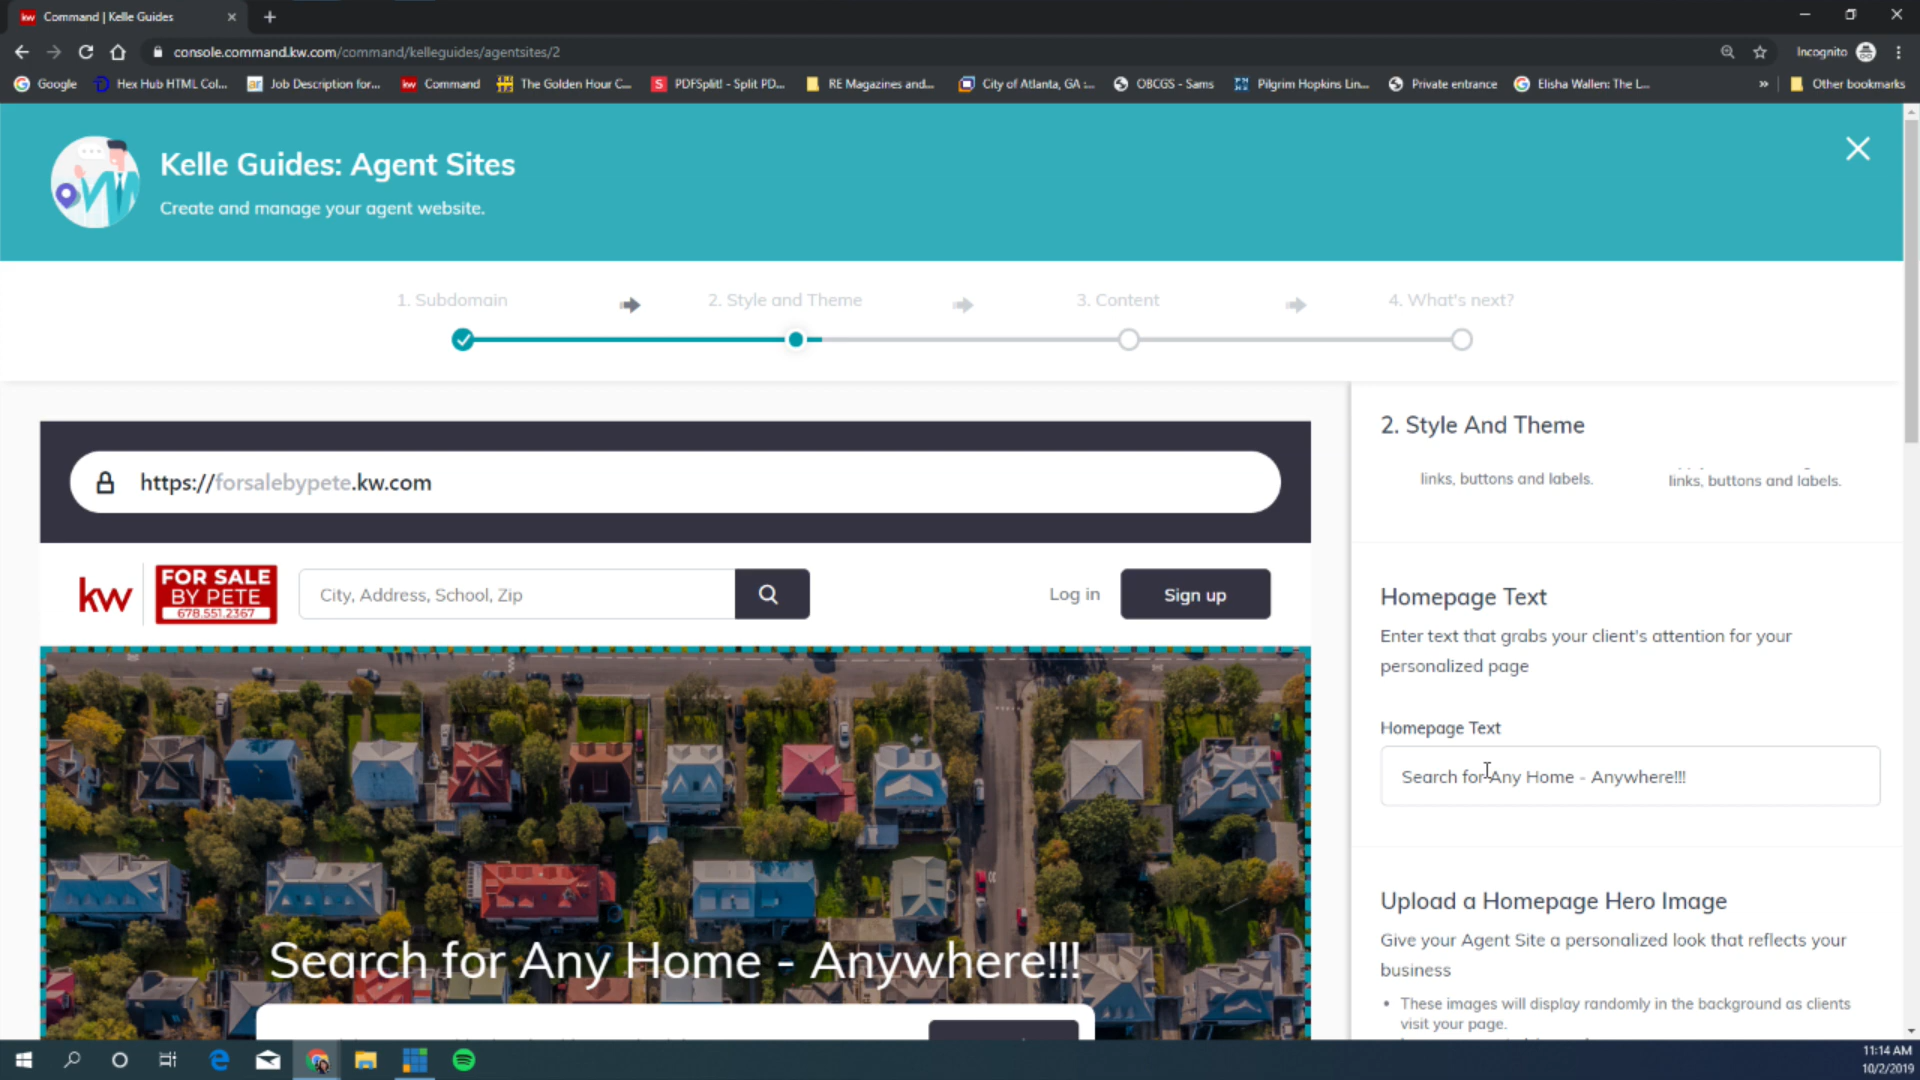 Command | Kelle Guides
console.command.kw.com/command/kelleguides/agentsites/2
Incognito
Google
Hex Hub HTML Col...
Job Description for...
Command
The Golden Hour C...
PDFSplit! - Split PD...
RE Magazines and...
City of Atlanta, GA :...
OBCGS - Sams
Pilgrim Hopkins Lin...
Private entrance
Elisha Wallen: The L...
»
Other bookmarks
Kelle Guides: Agent Sites
Create and manage your agent website.
1. Subdomain
2. Style and Theme
3. Content
4. What's next?
https://forsalebypete.kw.com
kw
FOR SALE
BY PETE
678.551.2367
City, Address, School, Zip
Log in
Sign up
Search for Any Home - Anywhere!!!
2. Style And Theme
links, buttons and labels.
links, buttons and labels.
Homepage Text
Enter text that grabs your client's attention for your
personalized page
Homepage Text
Search for Any Home - Anywhere!!!
Upload a Homepage Hero Image
Give your Agent Site a personalized look that reflects your
business
• These images will display randomly in the background as clients
visit your page.
11:14 AM
10/2/2019